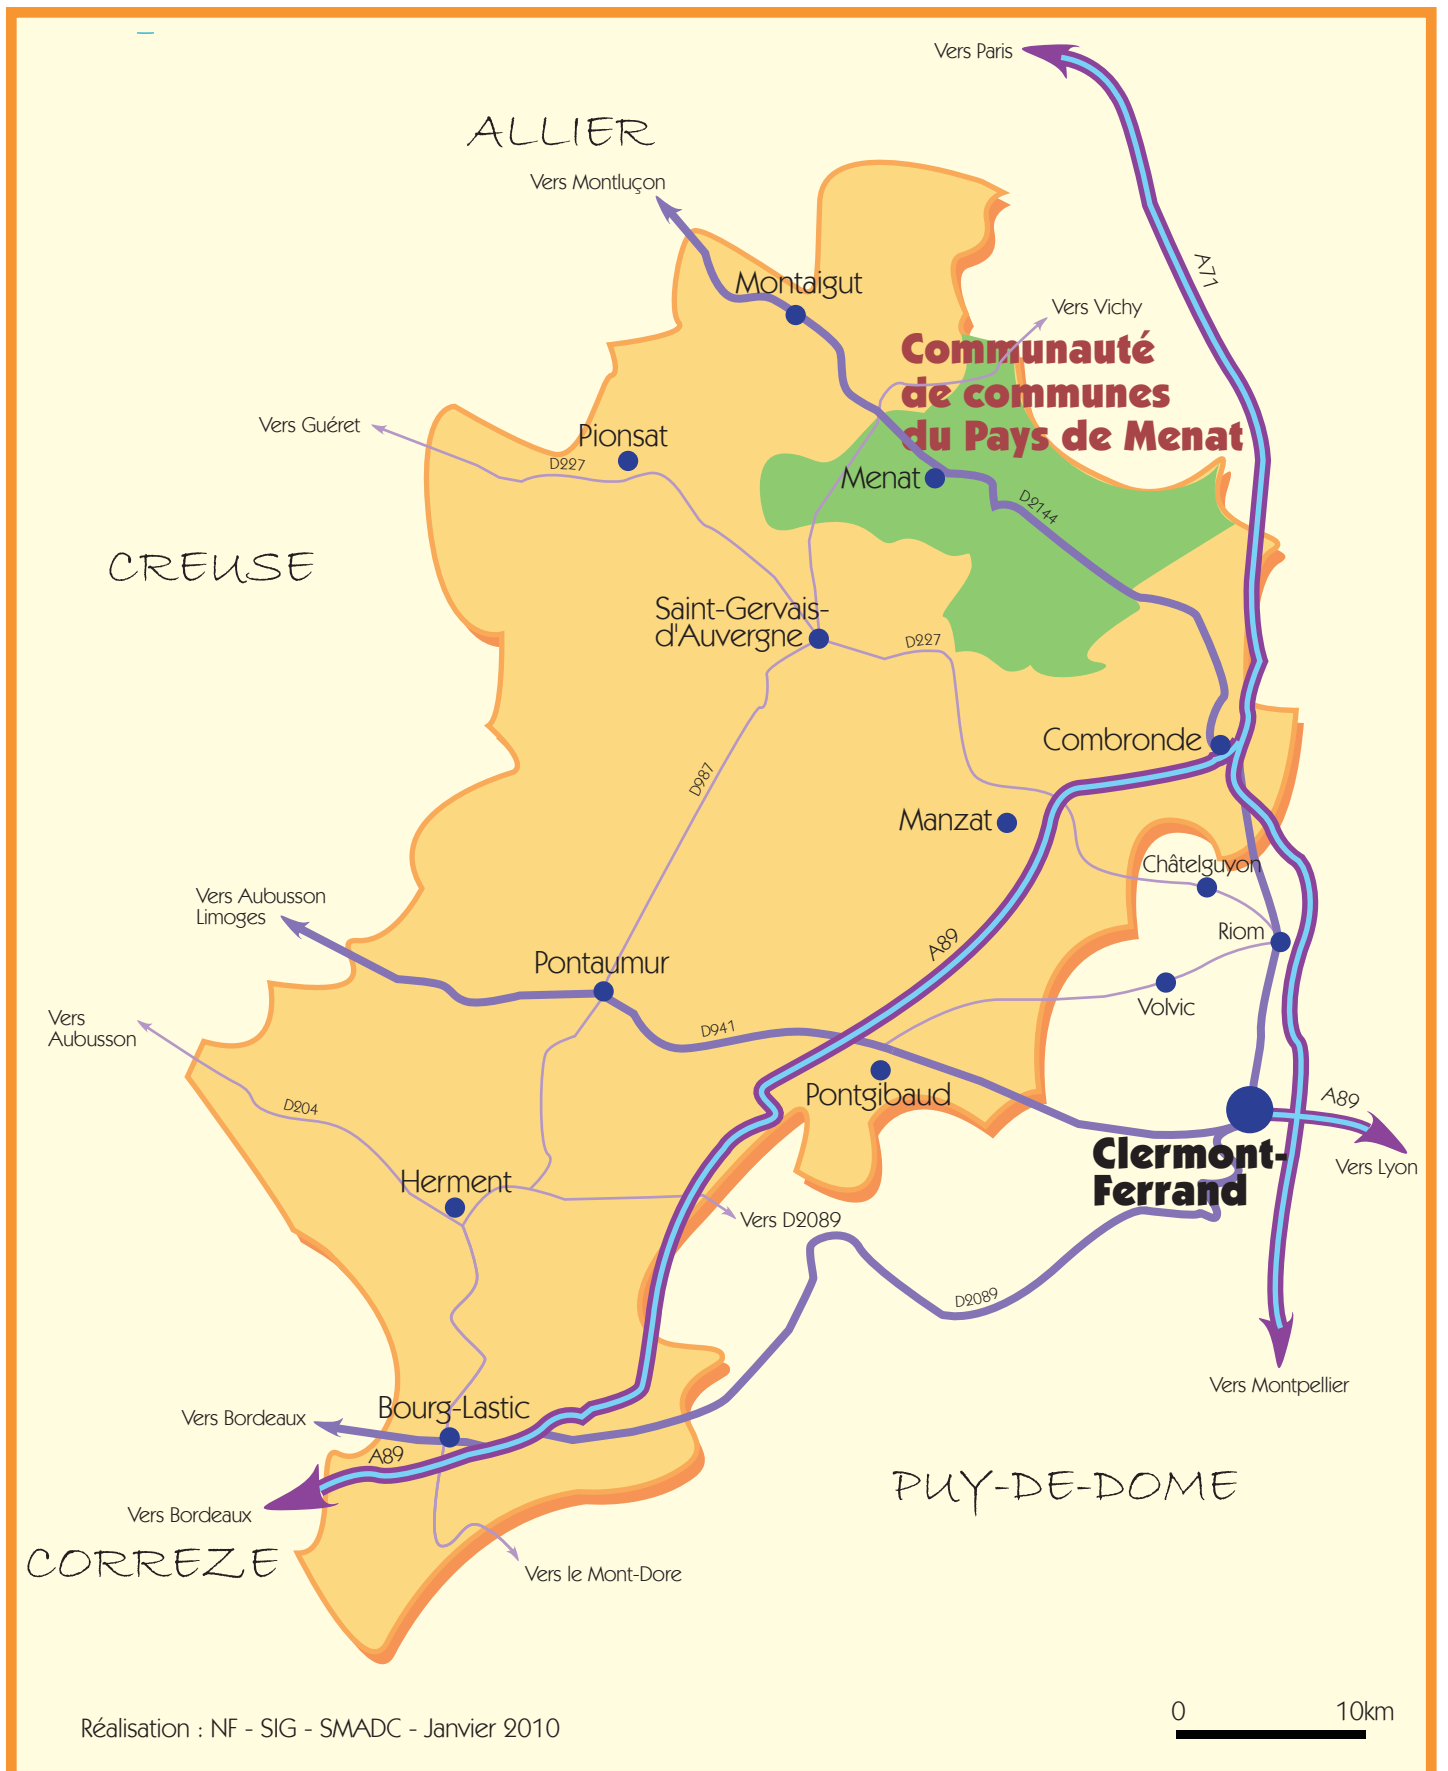 Vers Paris
ALLIER
Vers Montluçon
A71
Montaigut
Vers Vichy
Communauté
de communes
du Pays de Menat
Vers Guéret
Pionsat
D227
Menat
D2144
CREUSE
Saint-Gervais-
d'Auvergne
D227
Combronde
D987
Manzat
Châtelguyon
Vers Aubusson
Limoges
Riom
A89
Pontaumur
Volvic
Vers
Aubusson
D941
Pontgibaud
D204
A89
Clermont-
Ferrand
Vers Lyon
Herment
Vers D2089
D2089
Vers Montpellier
Bourg-Lastic
Vers Bordeaux
A89
PUY-DE-DOME
Vers Bordeaux
CORREZE
Vers le Mont-Dore
0 10km
Réalisation : NF - SIG - SMADC - Janvier 2010